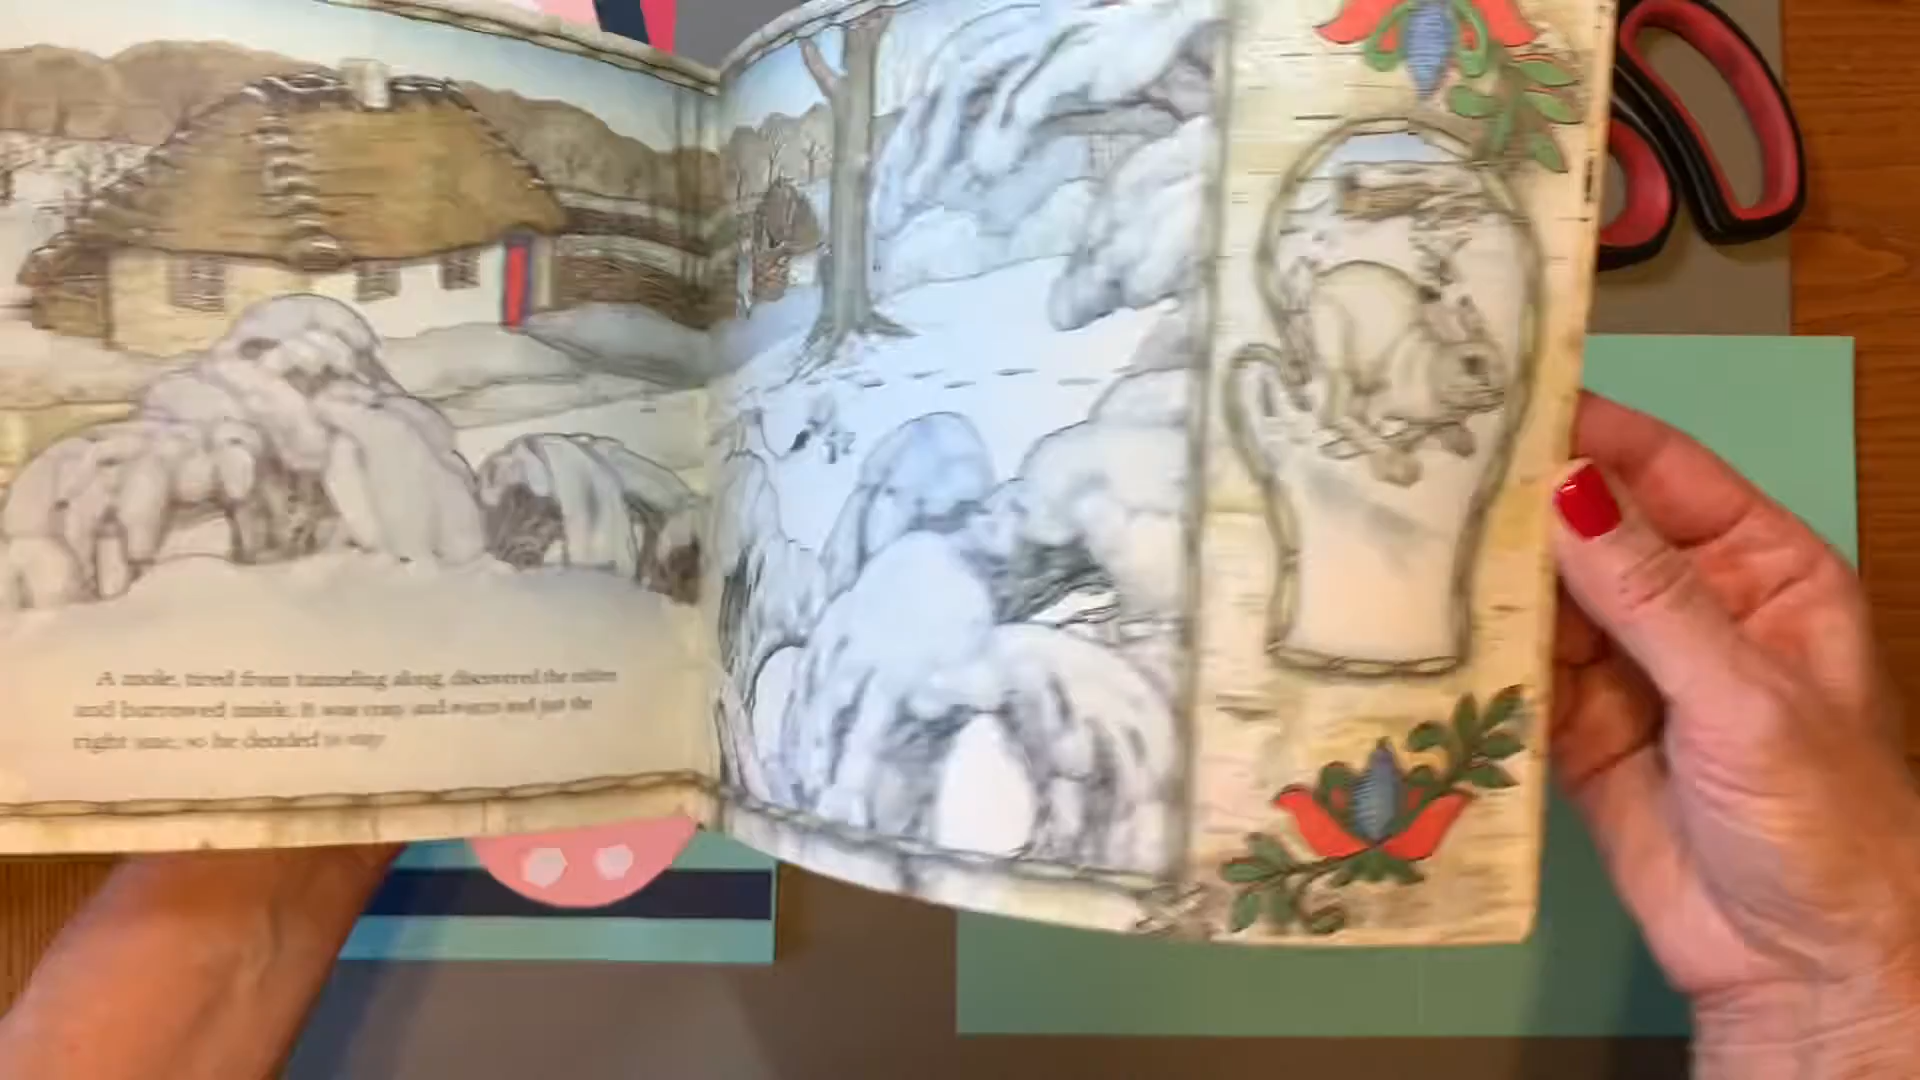 A mole, tired from tunneling along, discovered the mitten
and burrowed inside. It was cozy and warm and just the
right size, so he decided to stay.